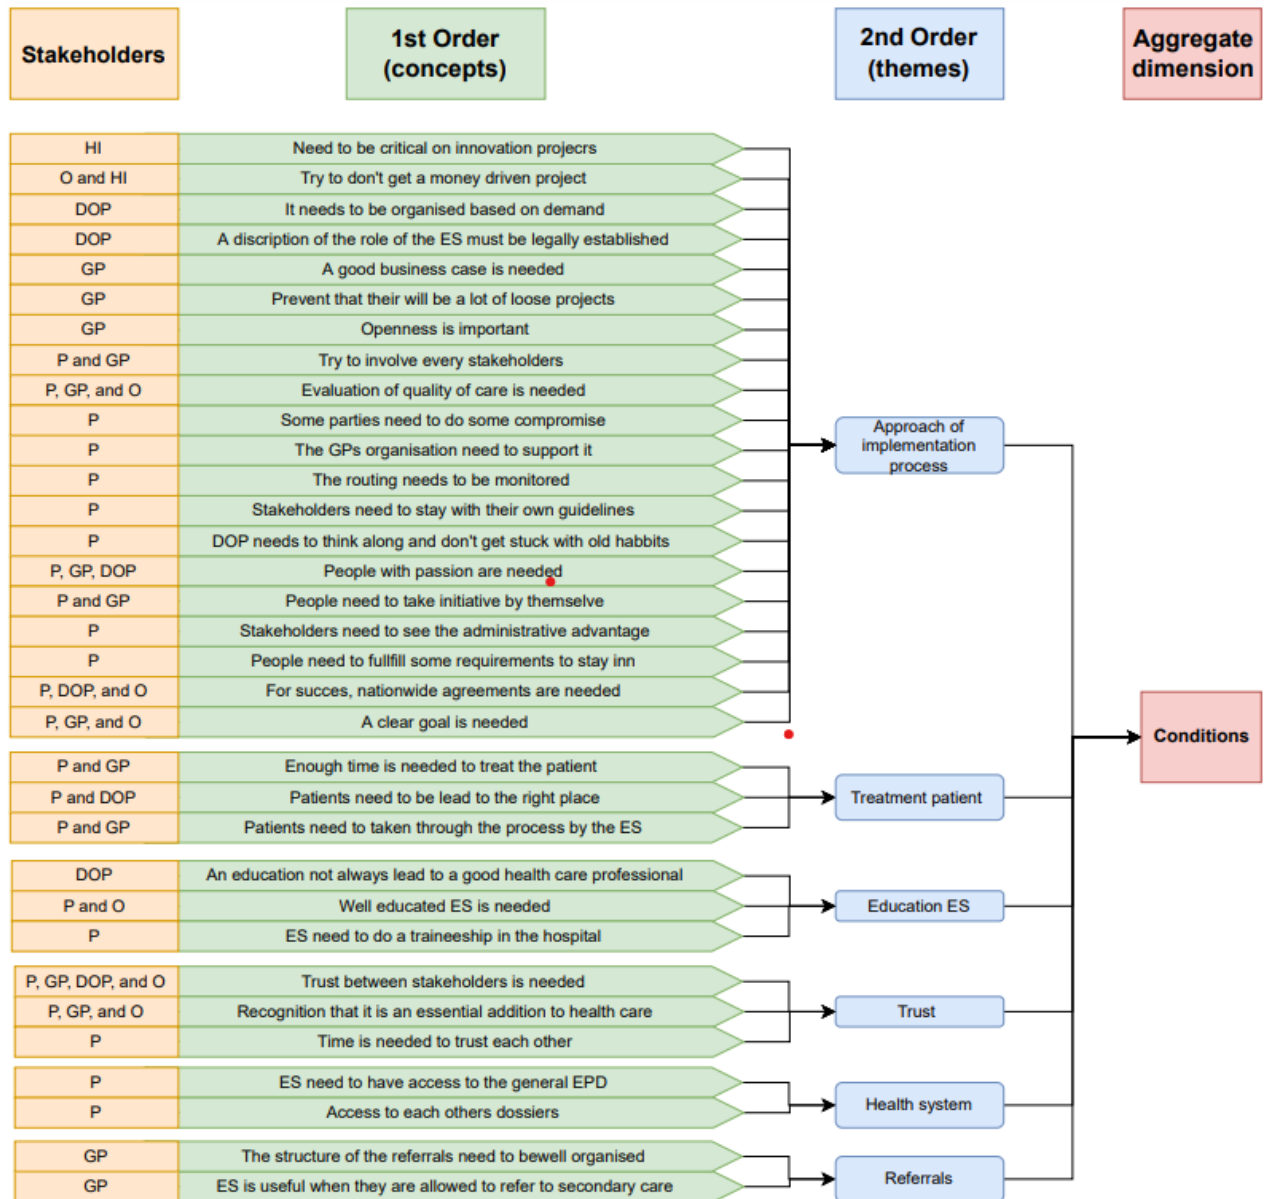 Stakeholders
1st Order
(concepts)
2nd Order
(themes)
Aggregate
dimension
HI
Need to be critical on innovation projecrs
O and HI
Try to don't get a money driven project
DOP
It needs to be organised based on demand
DOP
A discription of the role of the ES must be legally established
GP
A good business case is needed
GP
Prevent that their will be a lot of loose projects
GP
Openness is important
P and GP
Try to involve every stakeholders
P, GP, and O
Evaluation of quality of care is needed
P
Some parties need to do some compromise
P
The GPs organisation need to support it
P
The routing needs to be monitored
P
Stakeholders need to stay with their own guidelines
P
DOP needs to think along and don't get stuck with old habbits
P, GP, DOP
People with passion are needed
P and GP
People need to take initiative by themselve
P
Stakeholders need to see the administrative advantage
P
People need to fullfill some requirements to stay inn
P, DOP, and O
For succes, nationwide agreements are needed
P, GP, and O
A clear goal is needed
Approach of
implementation
process
P and GP
Enough time is needed to treat the patient
P and DOP
Patients need to be lead to the right place
P and GP
Patients need to taken through the process by the ES
Treatment patient
DOP
An education not always lead to a good health care professional
P and O
Well educated ES is needed
P
ES need to do a traineeship in the hospital
Education ES
P, GP, DOP, and O
Trust between stakeholders is needed
P, GP, and O
Recognition that it is an essential addition to health care
P
Time is needed to trust each other
Trust
P
ES need to have access to the general EPD
P
Access to each others dossiers
Health system
GP
The structure of the referrals need to bewell organised
GP
ES is useful when they are allowed to refer to secondary care
Referrals
Conditions